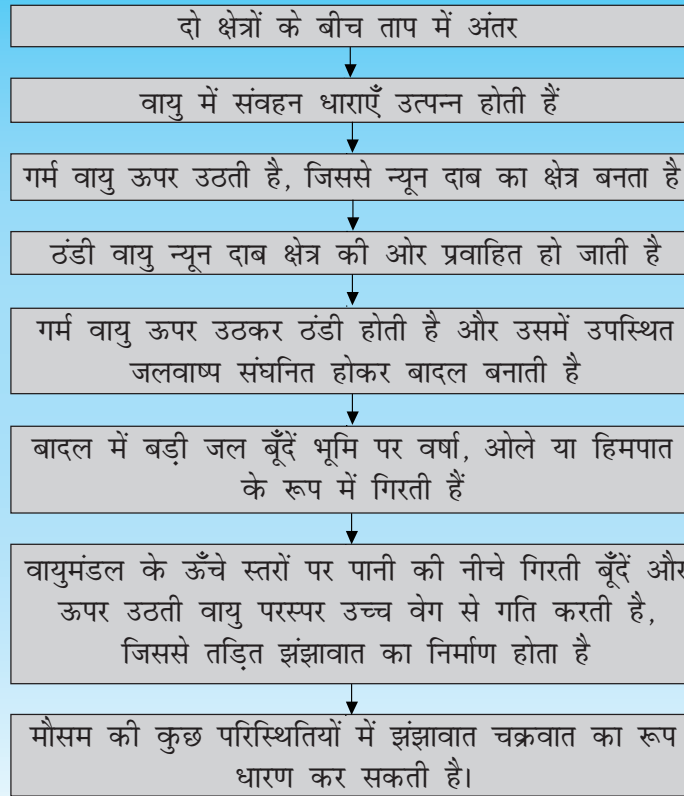 दो क्षेत्रों के बीच ताप में अंतर
वायु में संवहन धाराएँ उत्पन्न होती हैं
गर्म वायु ऊपर उठती है, जिससे न्यून दाब का क्षेत्र बनता है
ठंडी वायु न्यून दाब क्षेत्र की ओर प्रवाहित हो जाती है
गर्म वायु ऊपर उठकर ठंडी होती है और उसमें उपस्थित
जलवाष्प संघनित होकर बादल बनाती है
बादल में बड़ी जल बूँदें भूमि पर वर्षा, ओले या हिमपात
के रूप में गिरती हैं
वायुमंडल के ऊँचे स्तरों पर पानी की नीचे गिरती बूँदें और
ऊपर उठती वायु परस्पर उच्च वेग से गति करती है,
जिससे तड़ित झंझावात का निर्माण होता है
मौसम की कुछ परिस्थितियों में झंझावात चक्रवात का रूप
धारण कर सकती है।